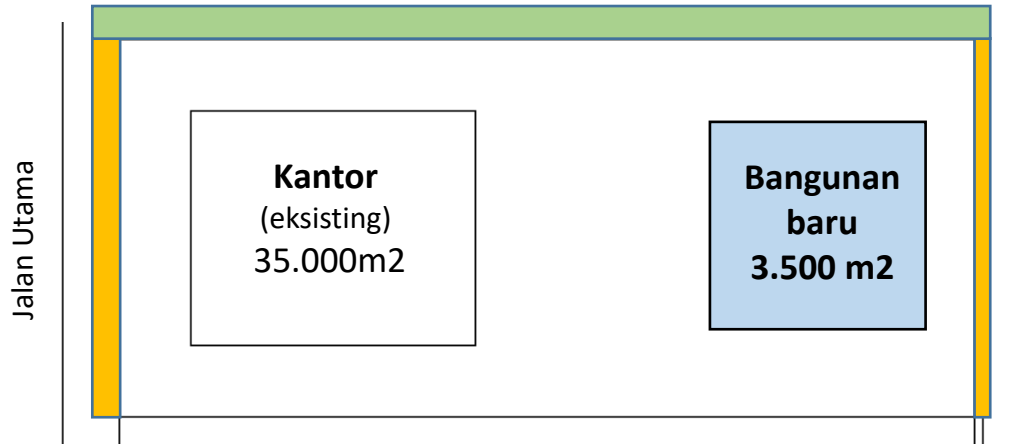 Jalan Utama
Kantor
(eksisting)
35.000m2
Bangunan
baru
3.500 m2